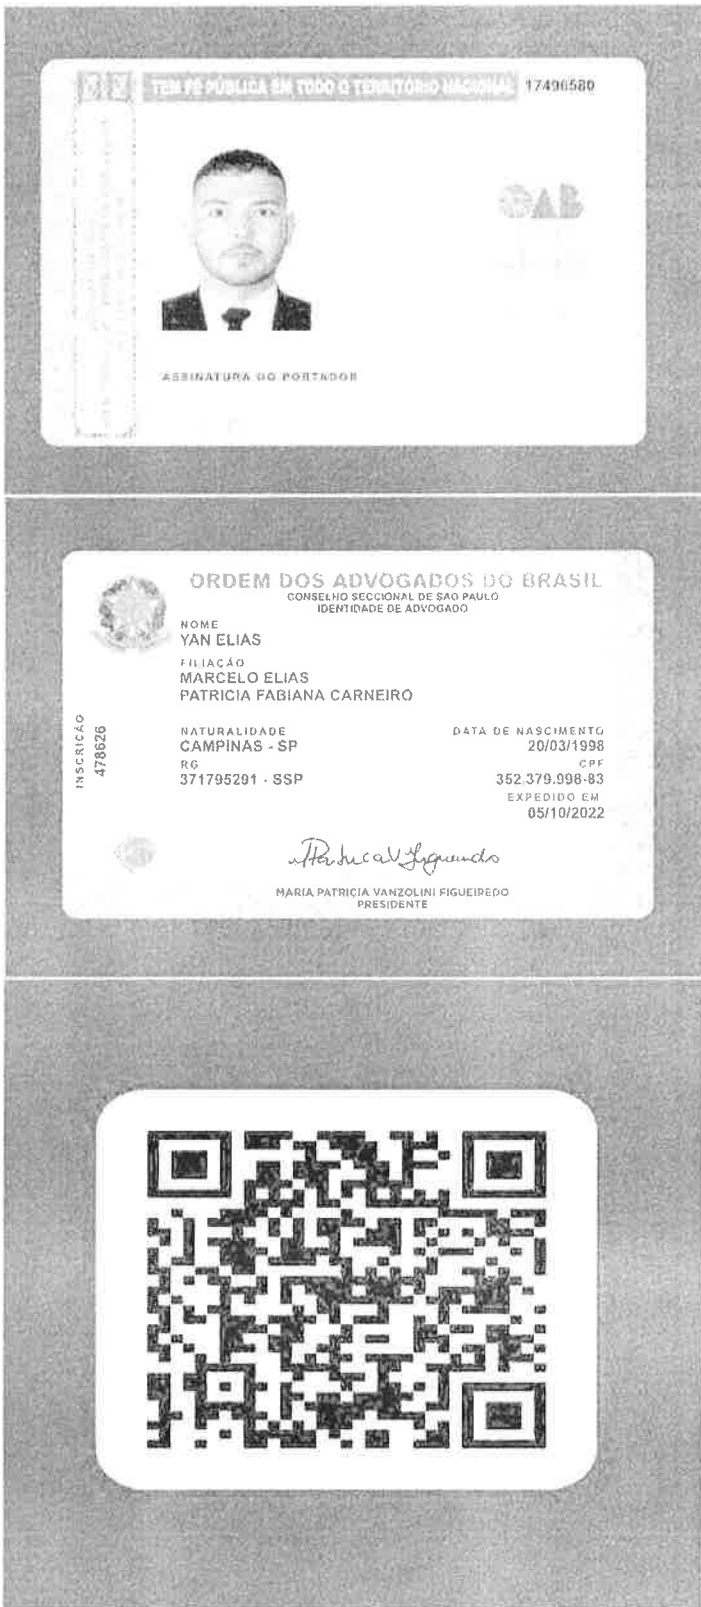 TEM FÉ PÚBLICA EM TODO O TERRITÓRIO NACIONAL 17496580
OAB
ASSINATURA DO PORTADOR
ORDEM DOS ADVOGADOS DO BRASIL
CONSELHO SECCIONAL DE SÃO PAULO
IDENTIDADE DE ADVOGADO
NOME
YAN ELIAS
FILIAÇÃO
MARCELO ELIAS
PATRICIA FABIANA CARNEIRO
INSCRIÇÃO
478626
NATURALIDADE
CAMPINAS - SP
DATA DE NASCIMENTO
20/03/1998
RG
371795291 - SSP
CPF
352.379.998-83
EXPEDIDO EM
05/10/2022
MARIA PATRICIA VANZOLINI FIGUEIREDO
PRESIDENTE